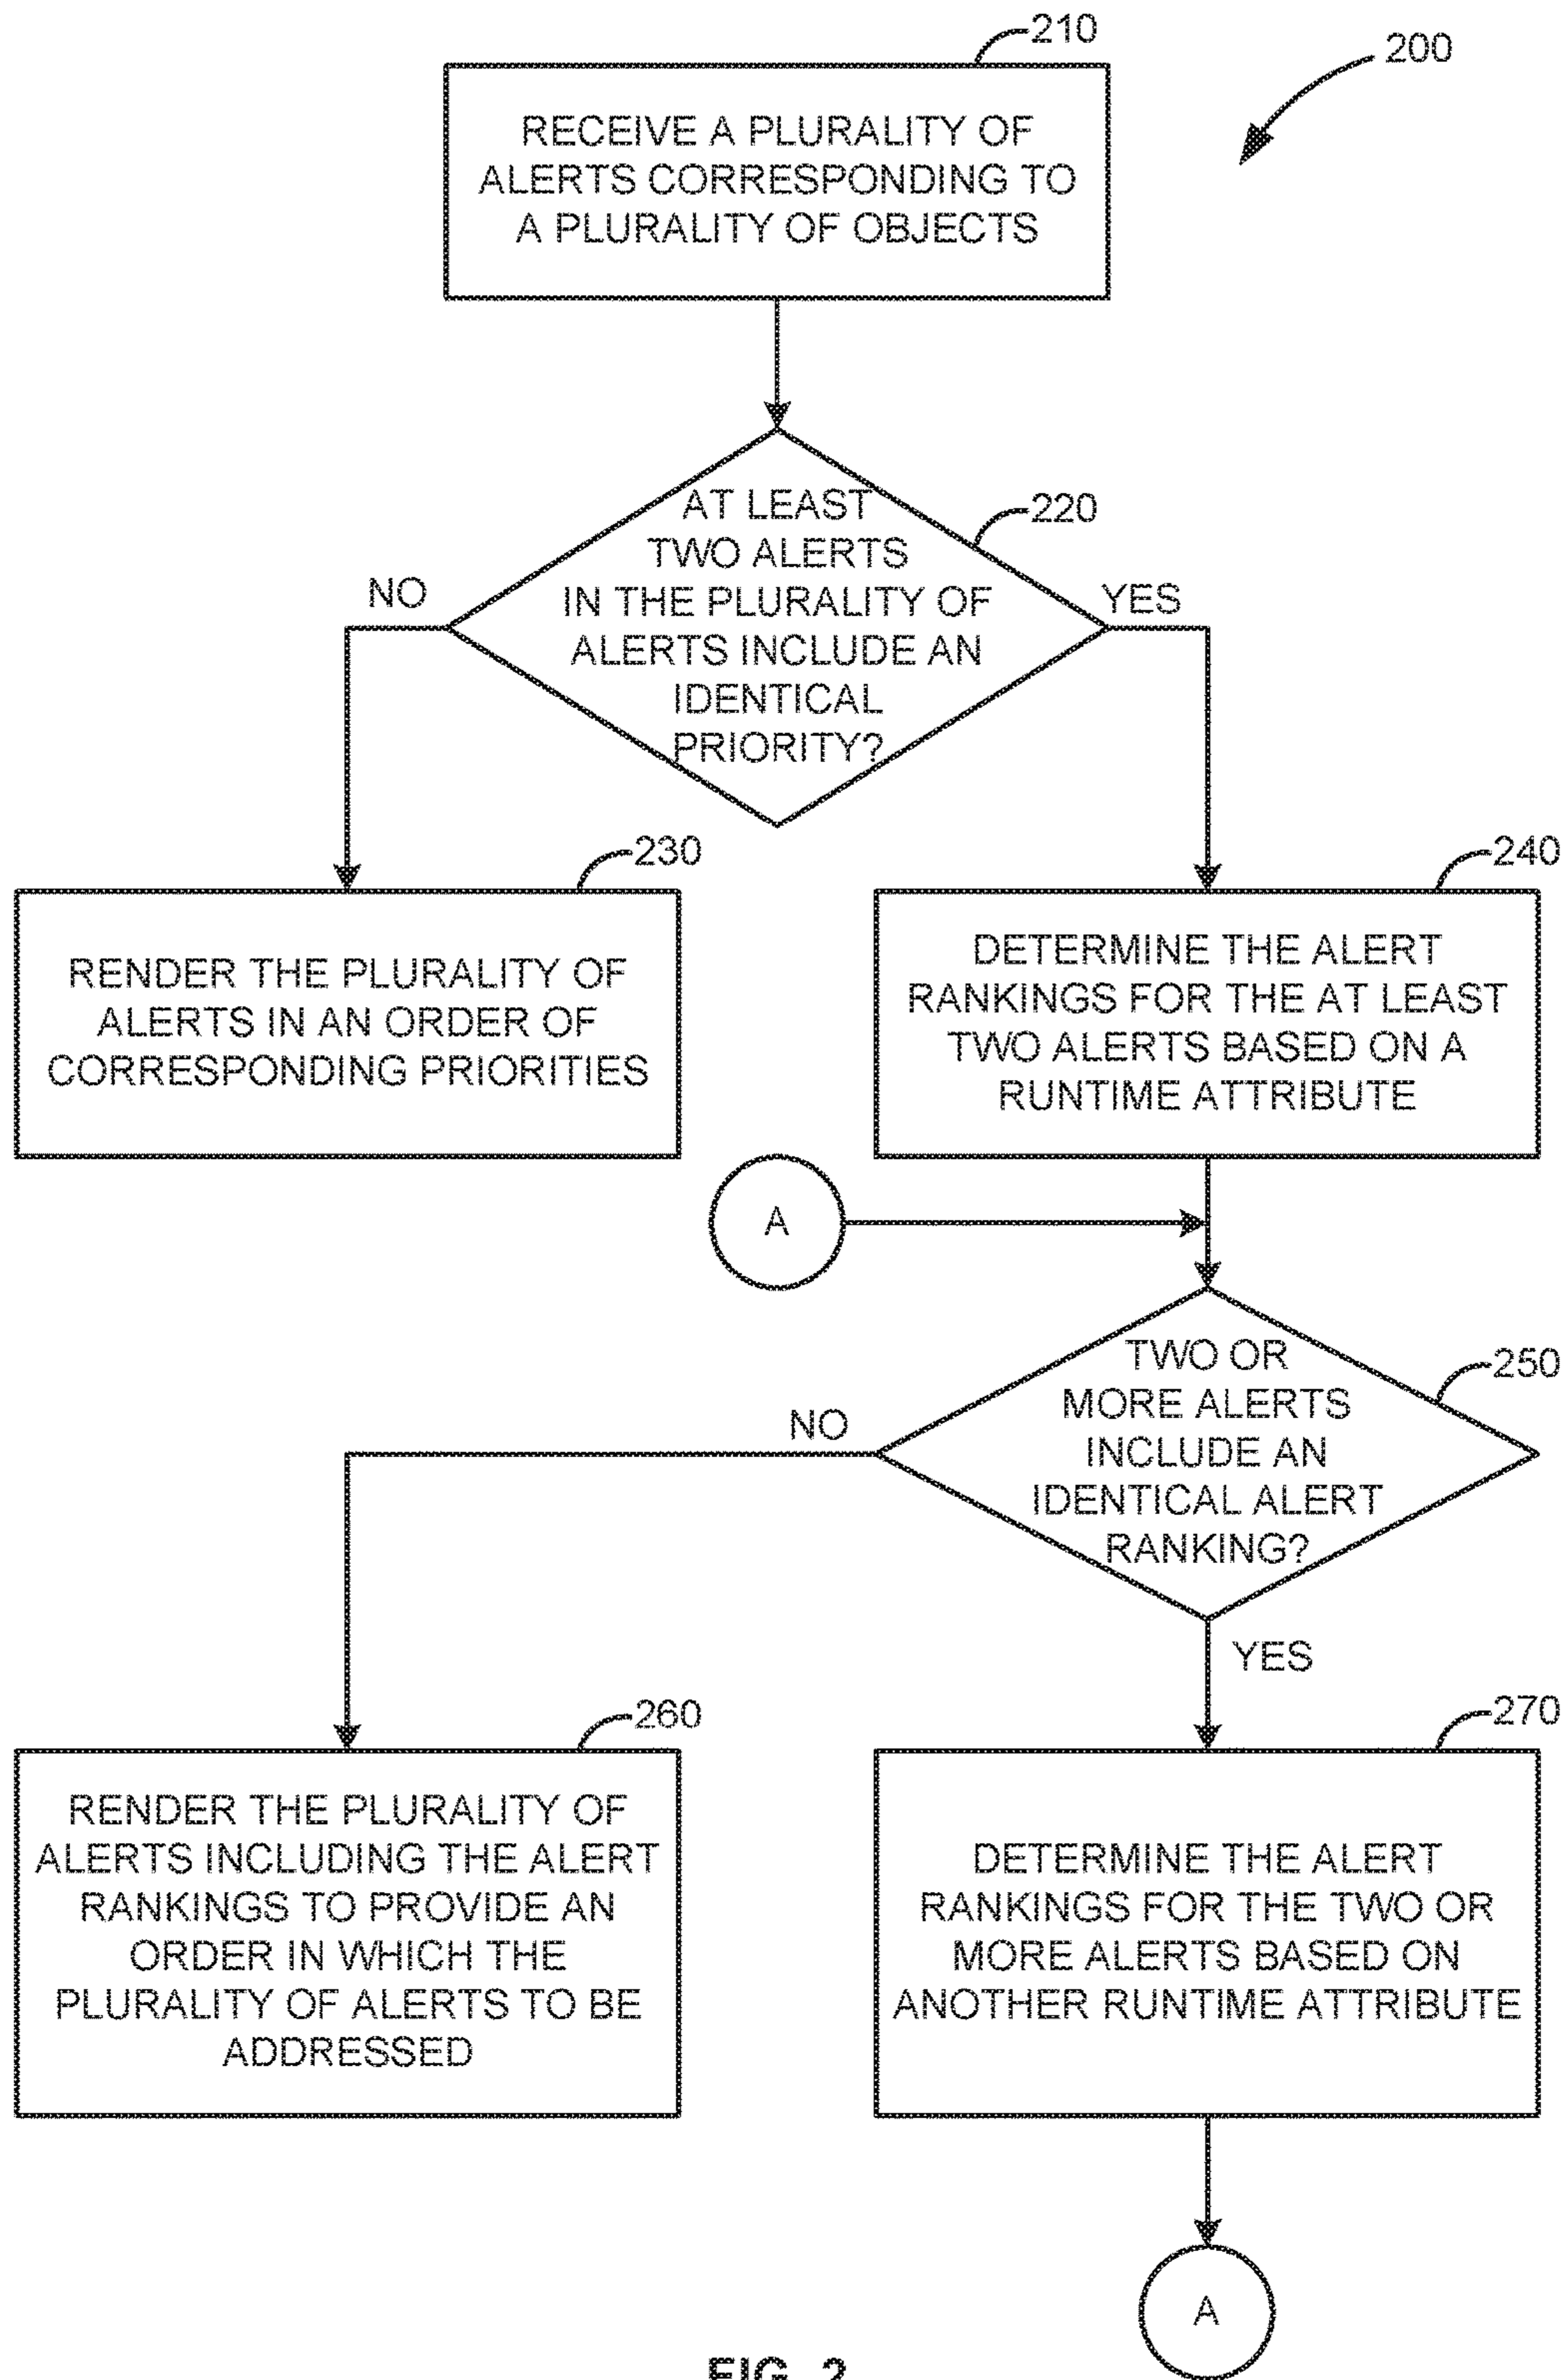 210
200
RECEIVE A PLURALITY OF
ALERTS CORRESPONDING TO
A PLURALITY OF OBJECTS
220
AT LEAST
TWO ALERTS
IN THE PLURALITY OF
ALERTS INCLUDE AN
IDENTICAL
PRIORITY?
NO
YES
230
RENDER THE PLURALITY OF
ALERTS IN AN ORDER OF
CORRESPONDING PRIORITIES
240
DETERMINE THE ALERT
RANKINGS FOR THE AT LEAST
TWO ALERTS BASED ON A
RUNTIME ATTRIBUTE
A
250
TWO OR
MORE ALERTS
INCLUDE AN
IDENTICAL ALERT
RANKING?
NO
YES
260
RENDER THE PLURALITY OF
ALERTS INCLUDING THE ALERT
RANKINGS TO PROVIDE AN
ORDER IN WHICH THE
PLURALITY OF ALERTS TO BE
ADDRESSED
270
DETERMINE THE ALERT
RANKINGS FOR THE TWO OR
MORE ALERTS BASED ON
ANOTHER RUNTIME ATTRIBUTE
A
FIG. 2